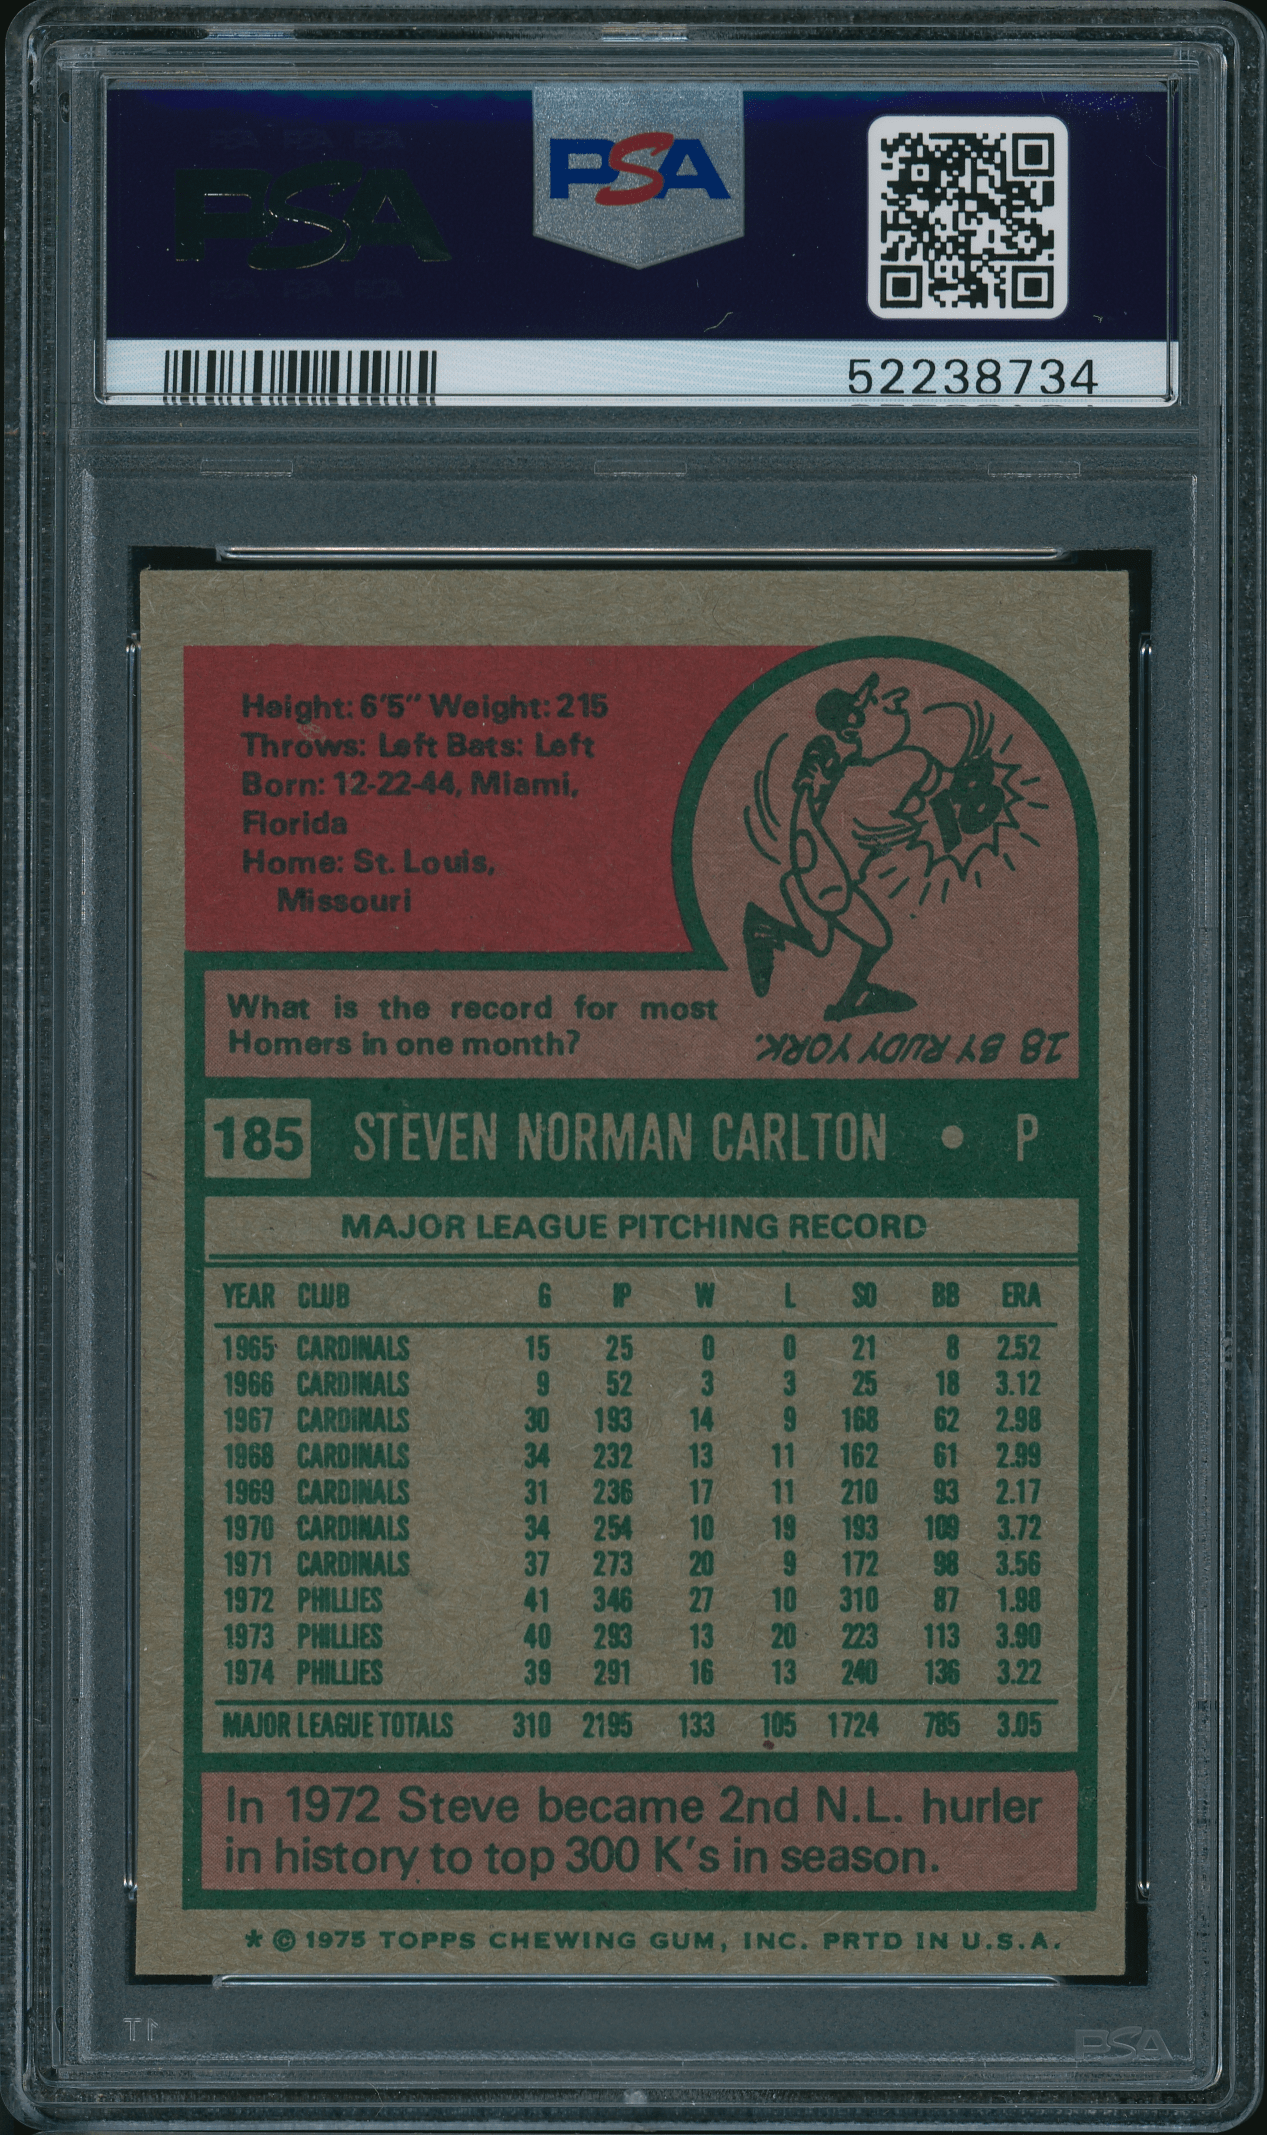 PSA
PSA
52238734
Height: 6'5" Weight: 215
Throws: Left Bats: Left
Born: 12-22-44, Miami,
Florida
Home: St. Louis,
Missouri
18
What is the record for most
Homers in one month?
18 BY RUDY YORK.
185 STEVEN NORMAN CARLTON • P
MAJOR LEAGUE PITCHING RECORD
YEAR CLUB G IP W L SO BB ERA
1965 CARDINALS 15 25 0 0 21 8 2.52
1966 CARDINALS 9 52 3 3 25 18 3.12
1967 CARDINALS 30 193 14 9 168 62 2.98
1968 CARDINALS 34 232 13 11 162 61 2.99
1969 CARDINALS 31 236 17 11 210 93 2.17
1970 CARDINALS 34 254 10 19 193 109 3.72
1971 CARDINALS 37 273 20 9 172 98 3.56
1972 PHILLIES 41 346 27 10 310 87 1.98
1973 PHILLIES 40 293 13 20 223 113 3.90
1974 PHILLIES 39 291 16 13 240 136 3.22
MAJOR LEAGUE TOTALS 310 2195 133 105 1724 785 3.05
In 1972 Steve became 2nd N.L. hurler
in history to top 300 K's in season.
* © 1975 TOPPS CHEWING GUM, INC. PRTD IN U.S.A.
PSA